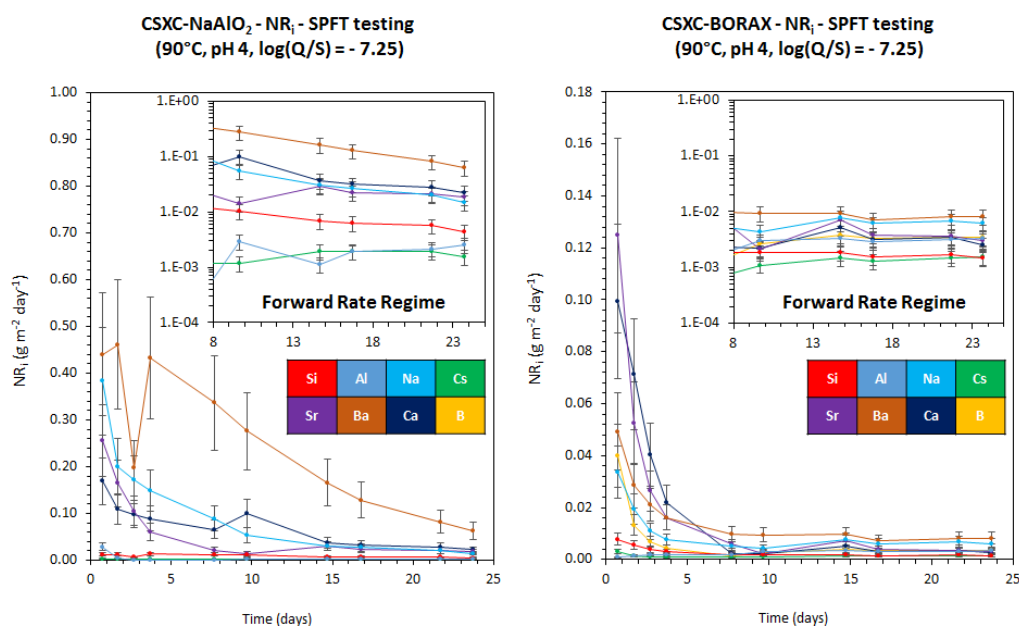 CSXC-NaAlO₂ - NRᵢ - SPFT testing
(90°C, pH 4, log(Q/S) = - 7.25)
1.00
0.90
0.80
0.70
0.60
0.50
0.40
0.30
0.20
0.10
0.00
NRᵢ (g m⁻² day⁻¹)
0
5
10
15
20
25
Time (days)
1.E+00
1.E-01
1.E-02
1.E-03
1.E-04
8
13
18
23
Forward Rate Regime
Si Al Na Cs
Sr Ba Ca B
CSXC-BORAX - NRᵢ - SPFT testing
(90°C, pH 4, log(Q/S) = - 7.25)
0.18
0.16
0.14
0.12
0.10
0.08
0.06
0.04
0.02
0.00
NRᵢ (g m⁻² day⁻¹)
0
5
10
15
20
25
Time (days)
1.E+00
1.E-01
1.E-02
1.E-03
1.E-04
8
13
18
23
Forward Rate Regime
Si Al Na Cs
Sr Ba Ca B